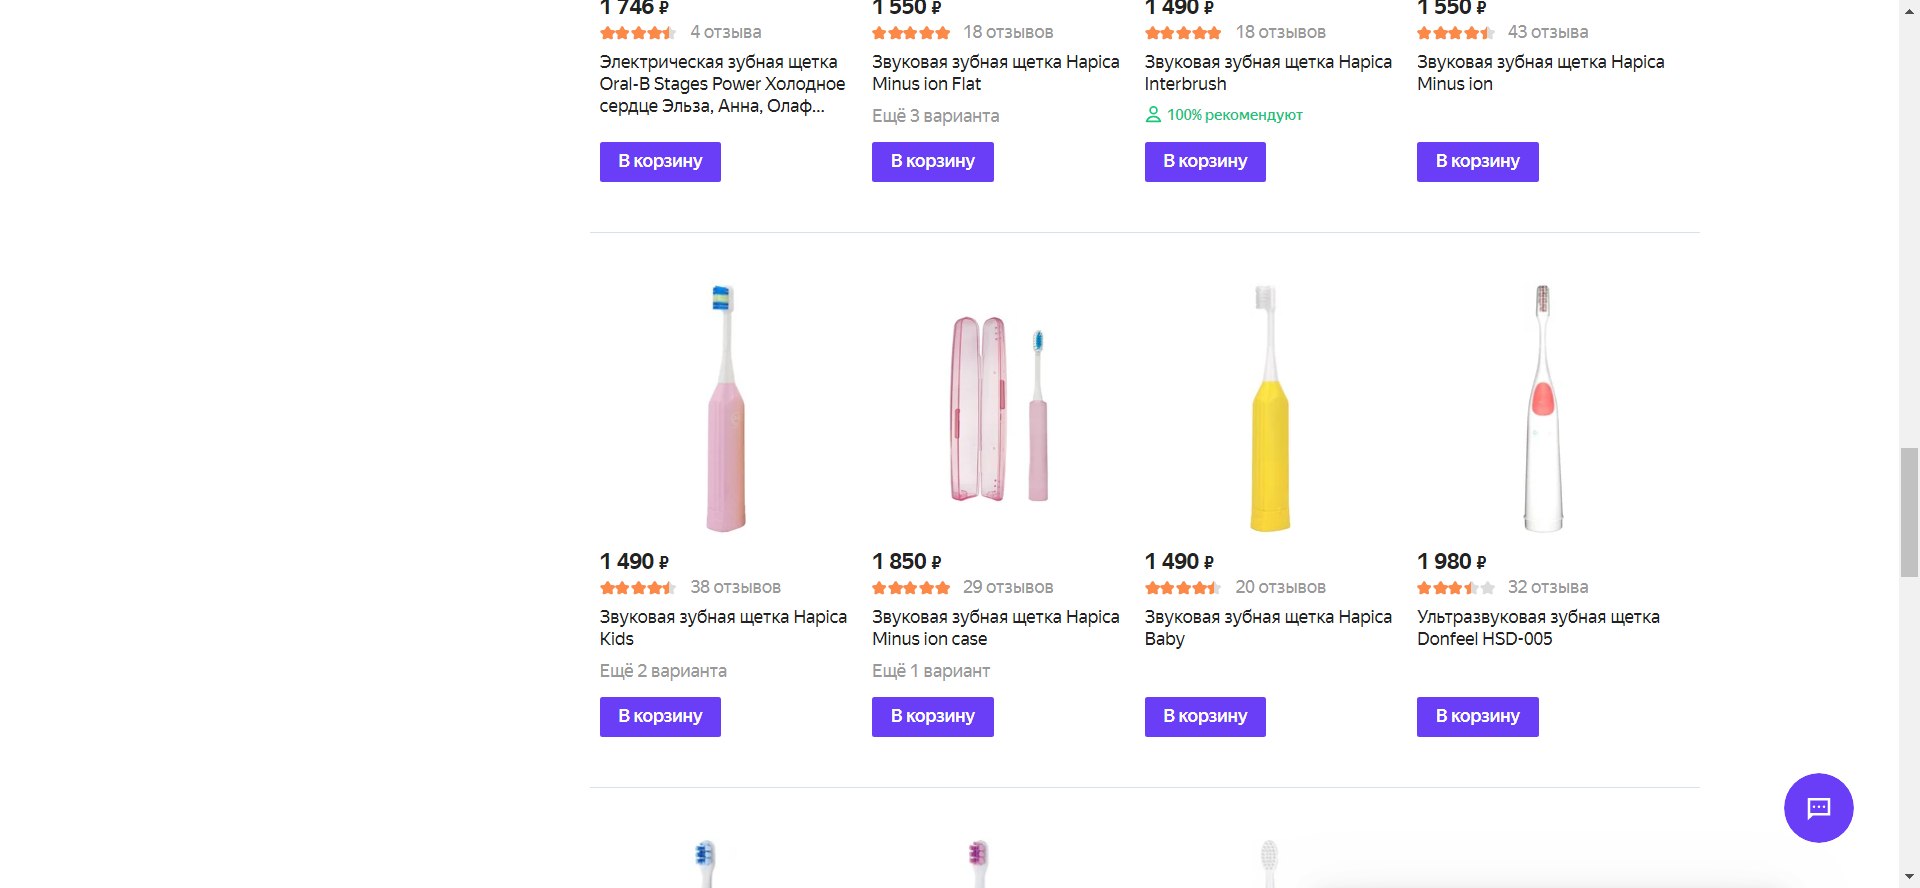 1 746 ₽
4 отзыва
Электрическая зубная щетка
Oral-B Stages Power Холодное
сердце Эльза, Анна, Олаф...
В корзину
1 550 ₽
18 отзывов
Звуковая зубная щетка Hapica
Minus ion Flat
Ещё 3 варианта
В корзину
1 490 ₽
18 отзывов
Звуковая зубная щетка Hapica
Interbrush
100% рекомендуют
В корзину
1 550 ₽
43 отзыва
Звуковая зубная щетка Hapica
Minus ion
В корзину
1 490 ₽
38 отзывов
Звуковая зубная щетка Hapica
Kids
Ещё 2 варианта
В корзину
1 850 ₽
29 отзывов
Звуковая зубная щетка Hapica
Minus ion case
Ещё 1 вариант
В корзину
1 490 ₽
20 отзывов
Звуковая зубная щетка Hapica
Baby
В корзину
1 980 ₽
32 отзыва
Ультразвуковая зубная щетка
Donfeel HSD-005
В корзину